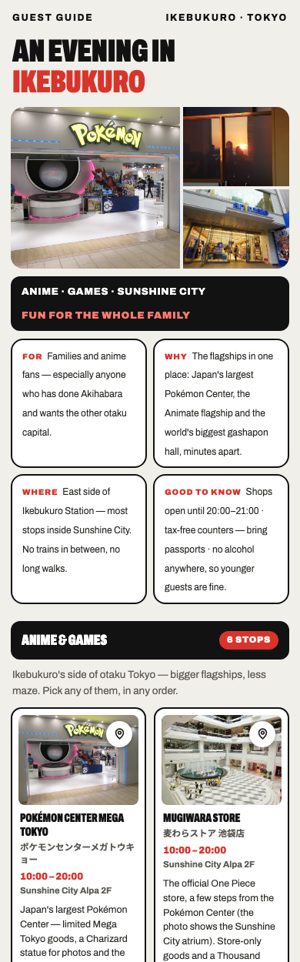 GUEST GUIDE
IKEBUKURO · TOKYO
AN EVENING IN
IKEBUKURO
Pokémon
ANIME · GAMES · SUNSHINE CITY
FUN FOR THE WHOLE FAMILY
FOR Families and anime
fans — especially anyone
who has done Akihabara
and wants the other otaku
capital.
WHY The flagships in one
place: Japan's largest
Pokémon Center, the
Animate flagship and the
world's biggest gashapon
hall, minutes apart.
WHERE East side of
Ikebukuro Station — most
stops inside Sunshine City.
No trains in between, no
long walks.
GOOD TO KNOW Shops
open until 20:00–21:00 ·
tax-free counters — bring
passports · no alcohol
anywhere, so younger
guests are fine.
ANIME & GAMES
6 STOPS
Ikebukuro's side of otaku Tokyo — bigger flagships, less
maze. Pick any of them, in any order.
Pokémon
POKÉMON CENTER MEGA
TOKYO
ポケモンセンターメガトウキ
ョー
10:00 – 20:00
Sunshine City Alpa 2F
Japan's largest Pokémon
Center — limited Mega
Tokyo goods, a Charizard
statue for photos and the
MUGIWARA STORE
麦わらストア 池袋店
10:00 – 20:00
Sunshine City Alpa 2F
The official One Piece
store, a few steps from the
Pokémon Center (the
photo shows the Sunshine
City atrium). Store-only
goods and a Thousand